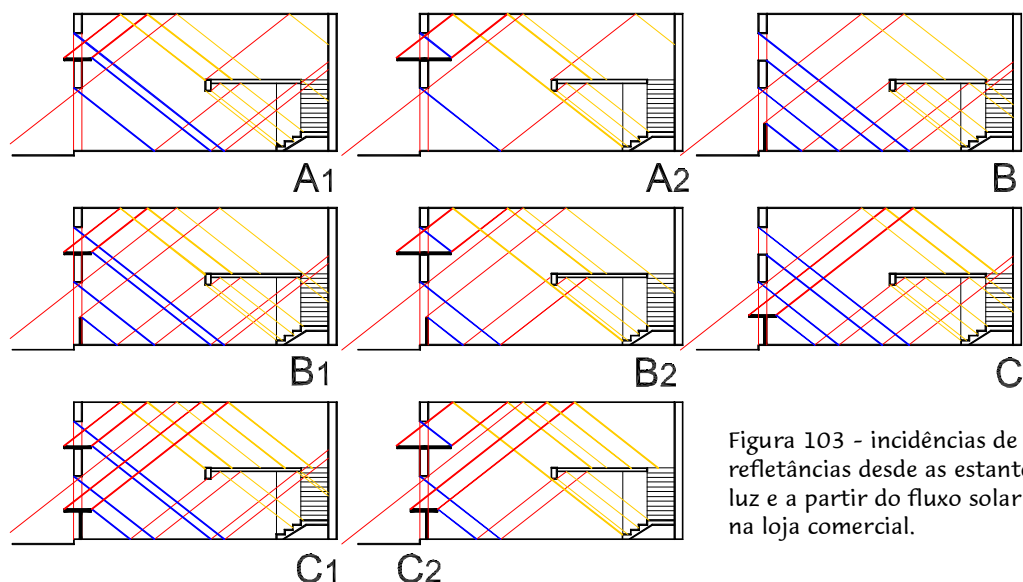 A1
A2
B
B1
B2
C
C1
C2
Figura 103 - incidências de
refletâncias desde as estante
luz e a partir do fluxo solar
na loja comercial.